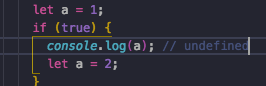 let a = 1;
if (true) {
console.log(a); // undefined
let a = 2;
}